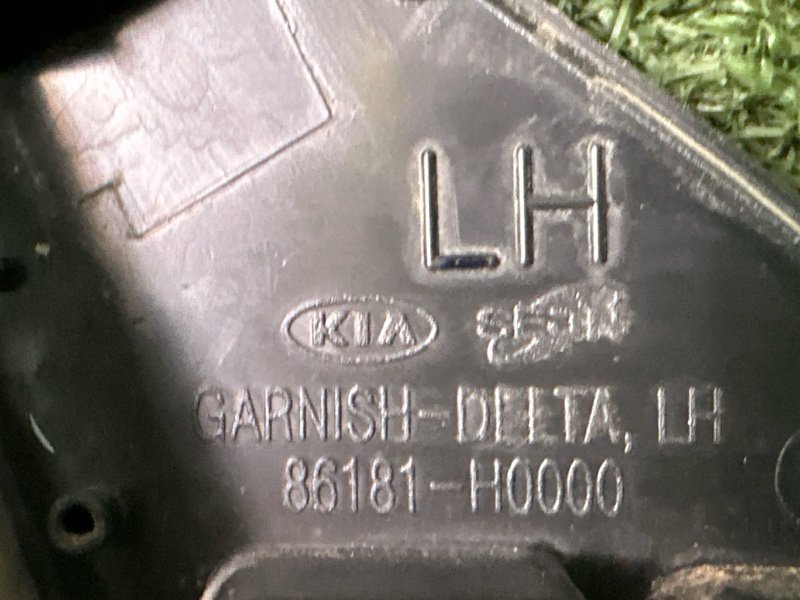 LH
KIA
GARNISH-DELTA, LH
86181-H0000